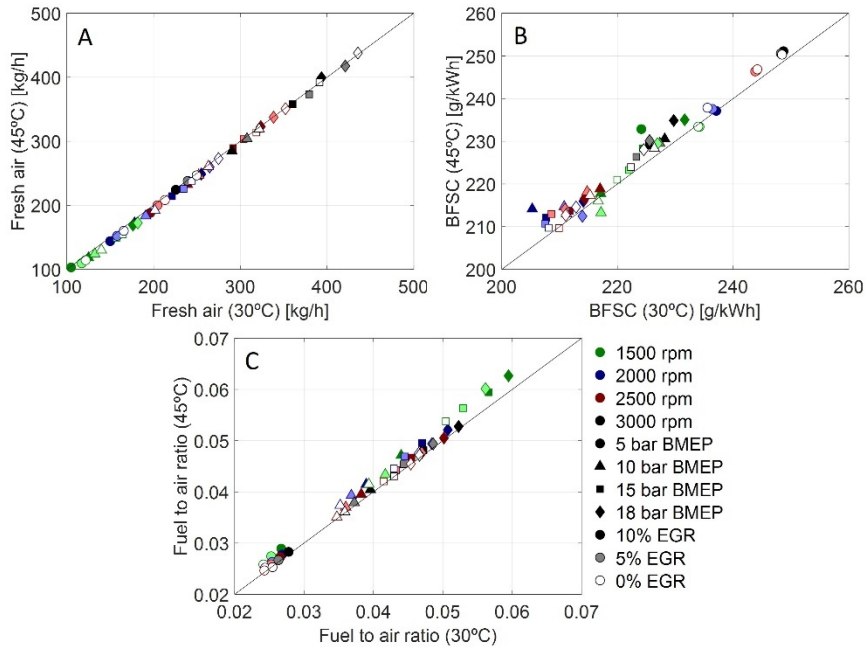 A
500
400
300
200
100
100
200
300
400
500
Fresh air (45ºC) [kg/h]
Fresh air (30ºC) [kg/h]
B
260
250
240
230
220
210
200
200
220
240
260
BFSC (45ºC) [g/kWh]
BFSC (30ºC) [g/kWh]
C
0.07
0.06
0.05
0.04
0.03
0.02
0.02
0.03
0.04
0.05
0.06
0.07
Fuel to air ratio (45ºC)
Fuel to air ratio (30ºC)
1500 rpm
2000 rpm
2500 rpm
3000 rpm
5 bar BMEP
10 bar BMEP
15 bar BMEP
18 bar BMEP
10% EGR
5% EGR
0% EGR